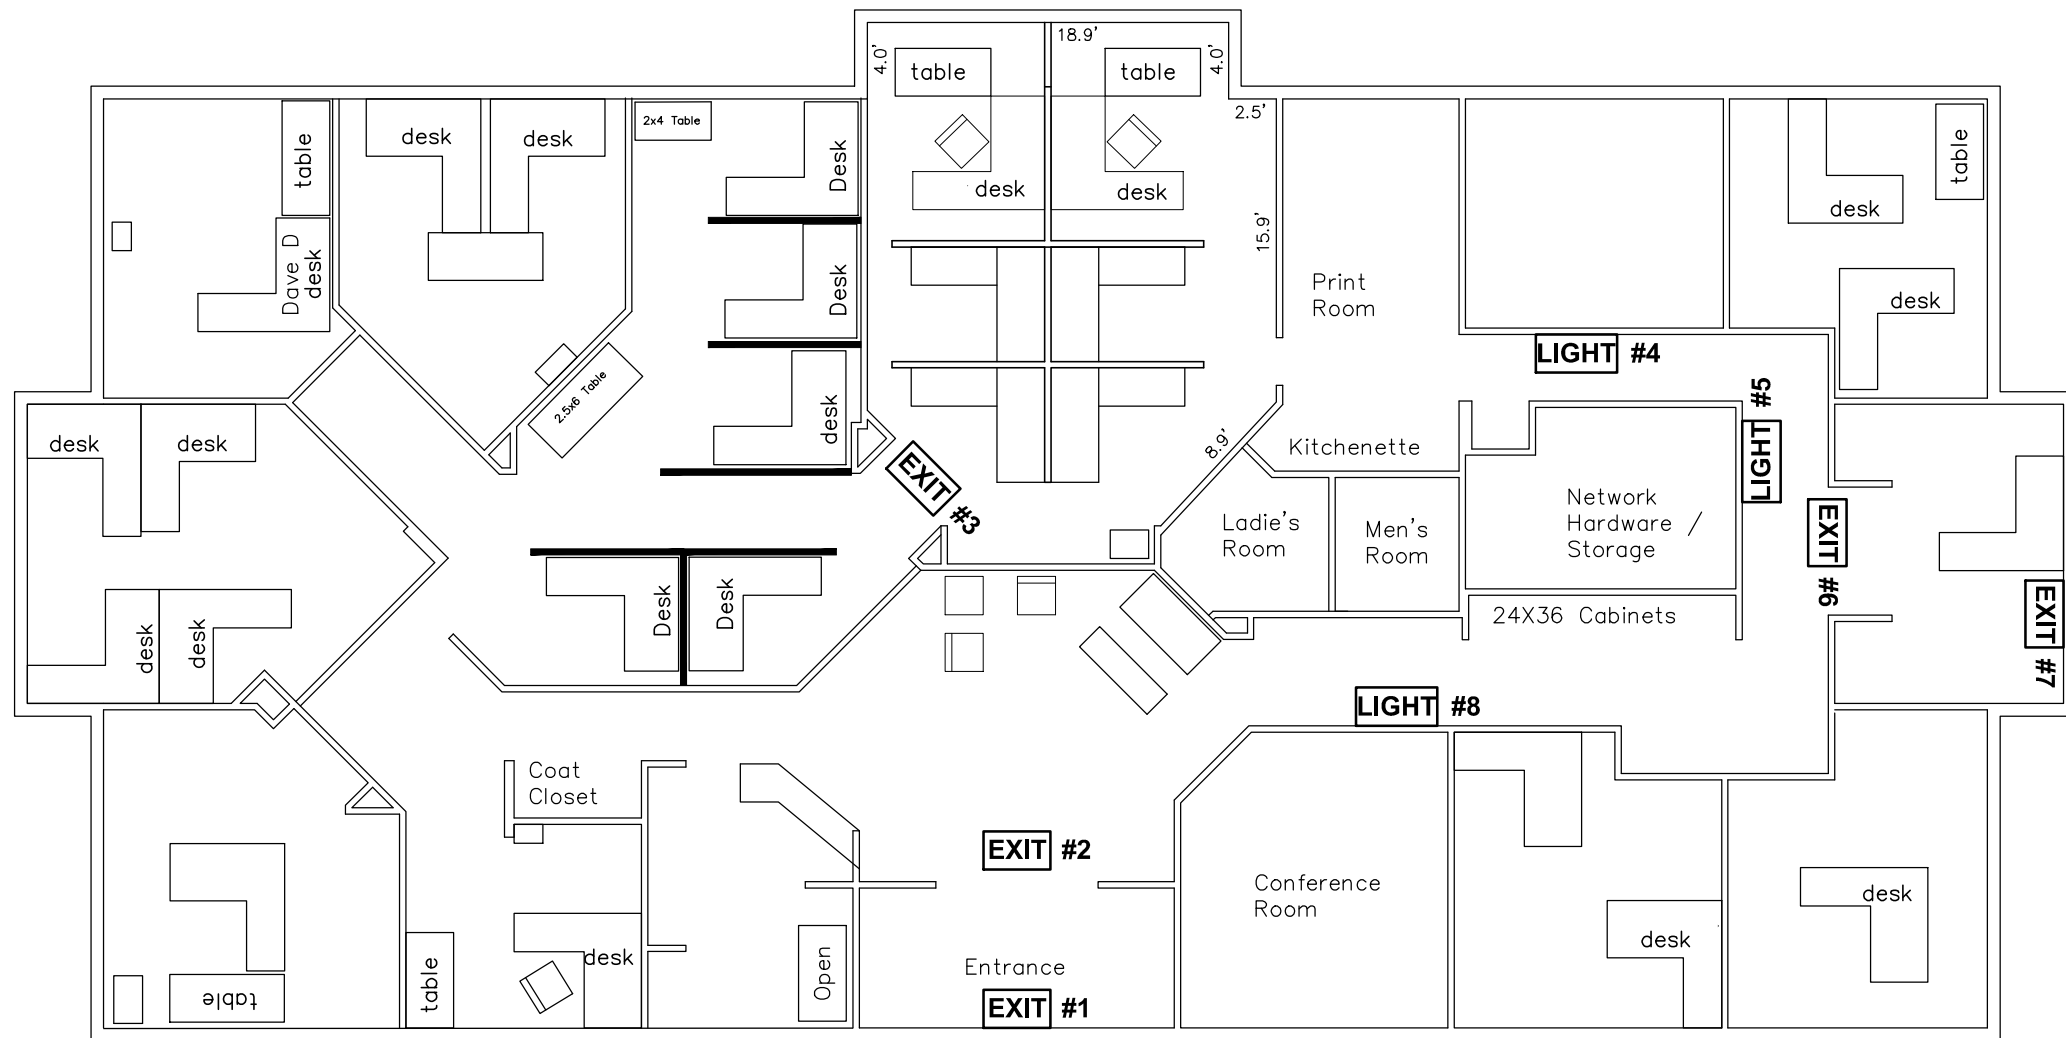 18.9'
4.0'
4.0'
table
table
2.5'
2x4 Table
desk
desk
table
Desk
table
desk
desk
desk
Dave D
desk
Desk
15.9'
Print
Room
desk
LIGHT #4
2.5x6 Table
desk
desk
desk
8.9'
Kitchenette
LIGHT #5
EXIT #3
Ladie's
Room
Men's
Room
Network
Hardware /
Storage
EXIT #6
desk
desk
Desk
Desk
24X36 Cabinets
EXIT #7
LIGHT #8
Coat
Closet
EXIT #2
Conference
Room
desk
desk
desk
table
table
Open
Entrance
EXIT #1